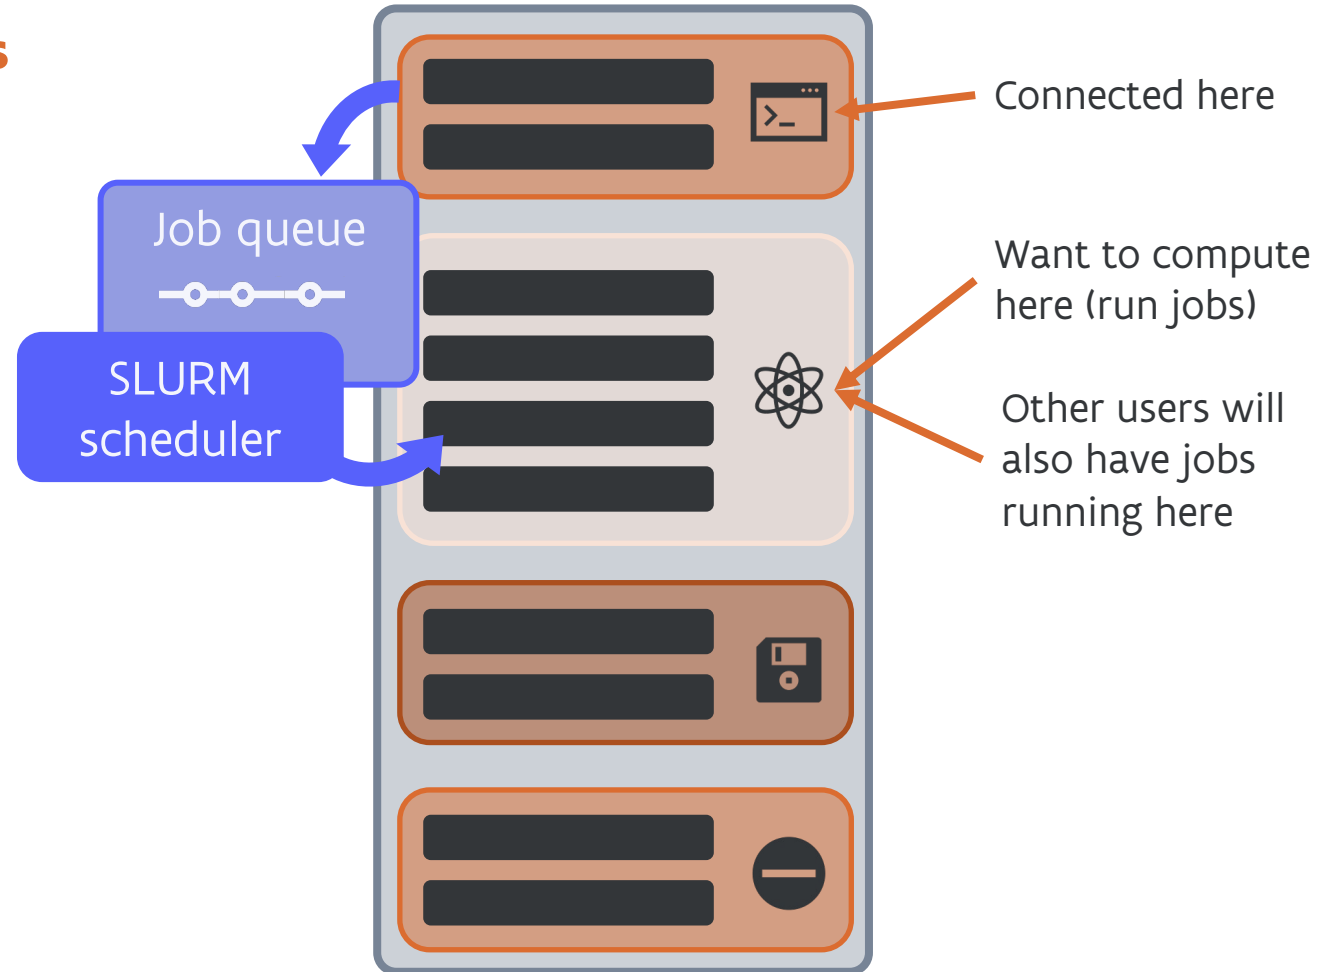 s
Connected here
Job queue
Want to compute
here (run jobs)
SLURM
scheduler
Other users will
also have jobs
running here
>_